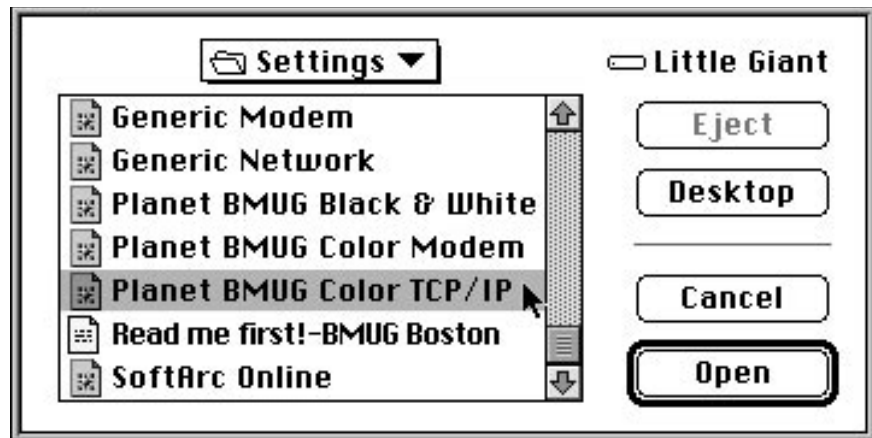 Settings
Little Giant
Generic Modem
Generic Network
Planet BMUG Black & White
Planet BMUG Color Modem
Planet BMUG Color TCP/IP
Read me first!-BMUG Boston
SoftArc Online
Eject
Desktop
Cancel
Open